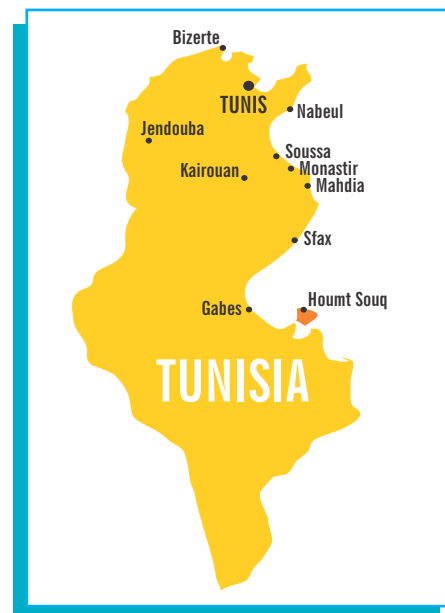 Bizerte
TUNIS
Nabeul
Jendouba
Soussa
Monastir
Kairouan
Mahdia
Sfax
Houmt Souq
Gabes
TUNISIA